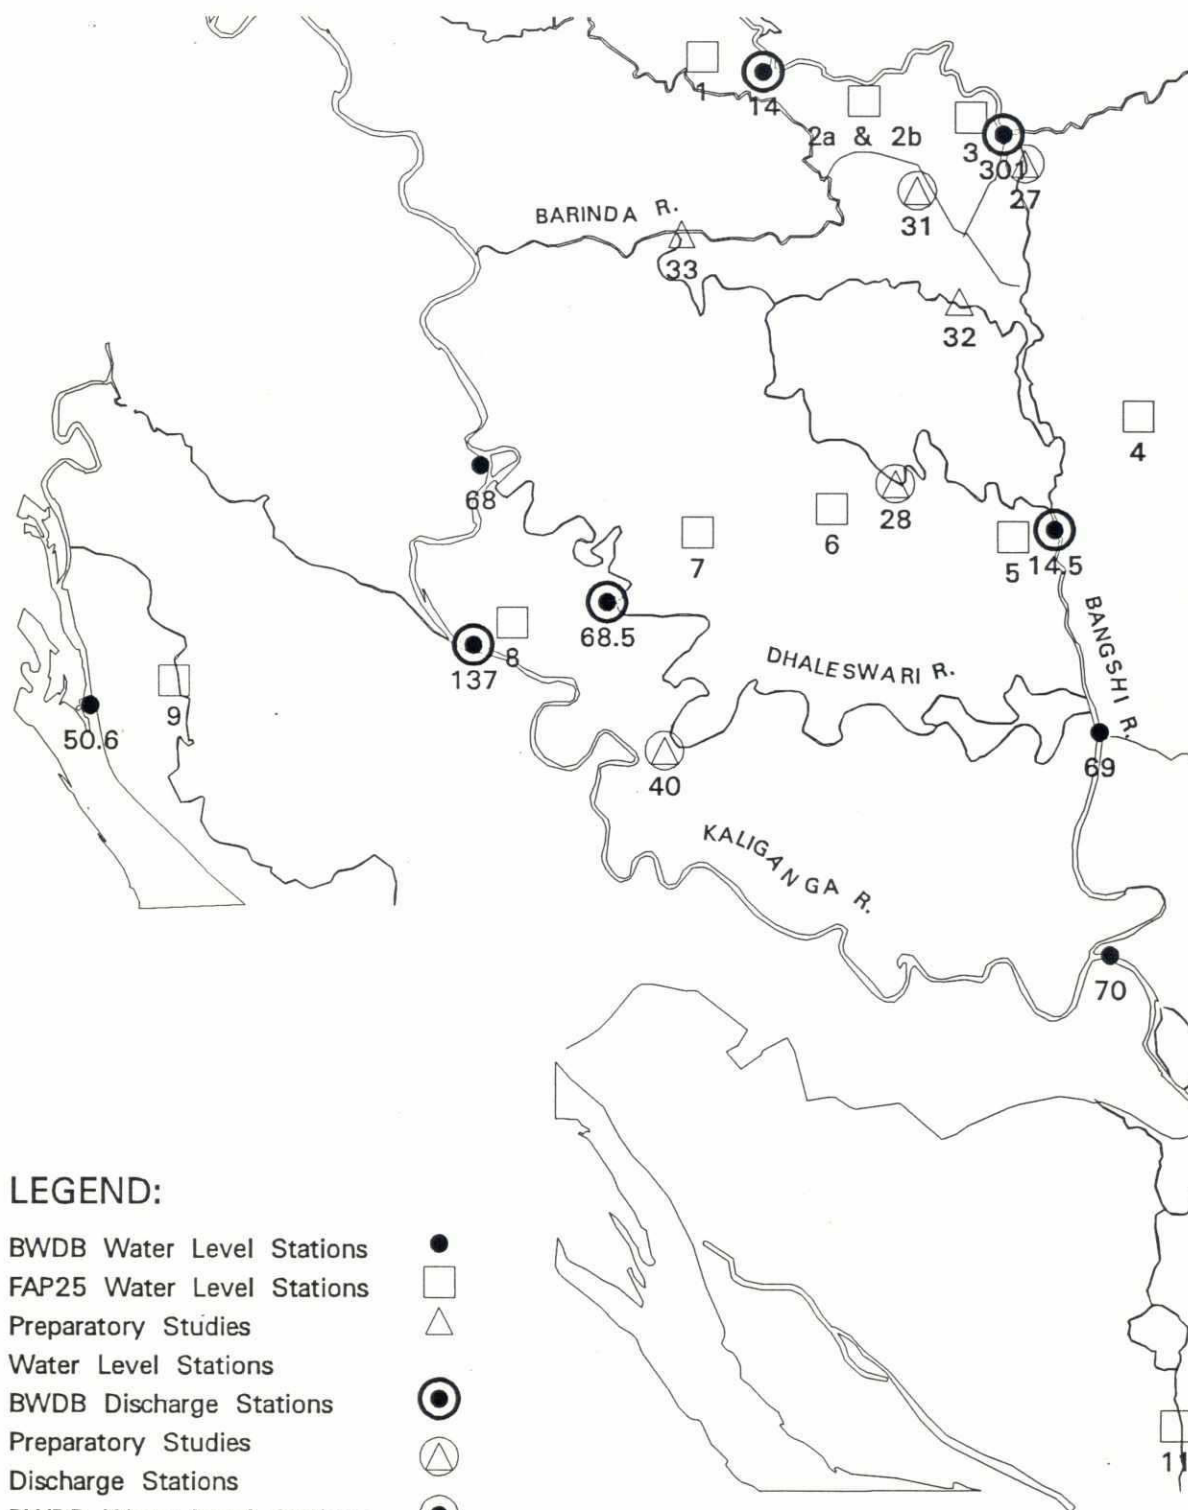 1
14
2a & 2b
3
301
27
31
BARINDA R.
33
32
4
68
28
6
7
5
14.5
68.5
8
137
BANGSHI R.
DHALESWARI R.
9
50.6
69
40
KALIGANGA R.
70
LEGEND:
BWDB Water Level Stations
FAP25 Water Level Stations
Preparatory Studies
Water Level Stations
BWDB Discharge Stations
Preparatory Studies
Discharge Stations
11